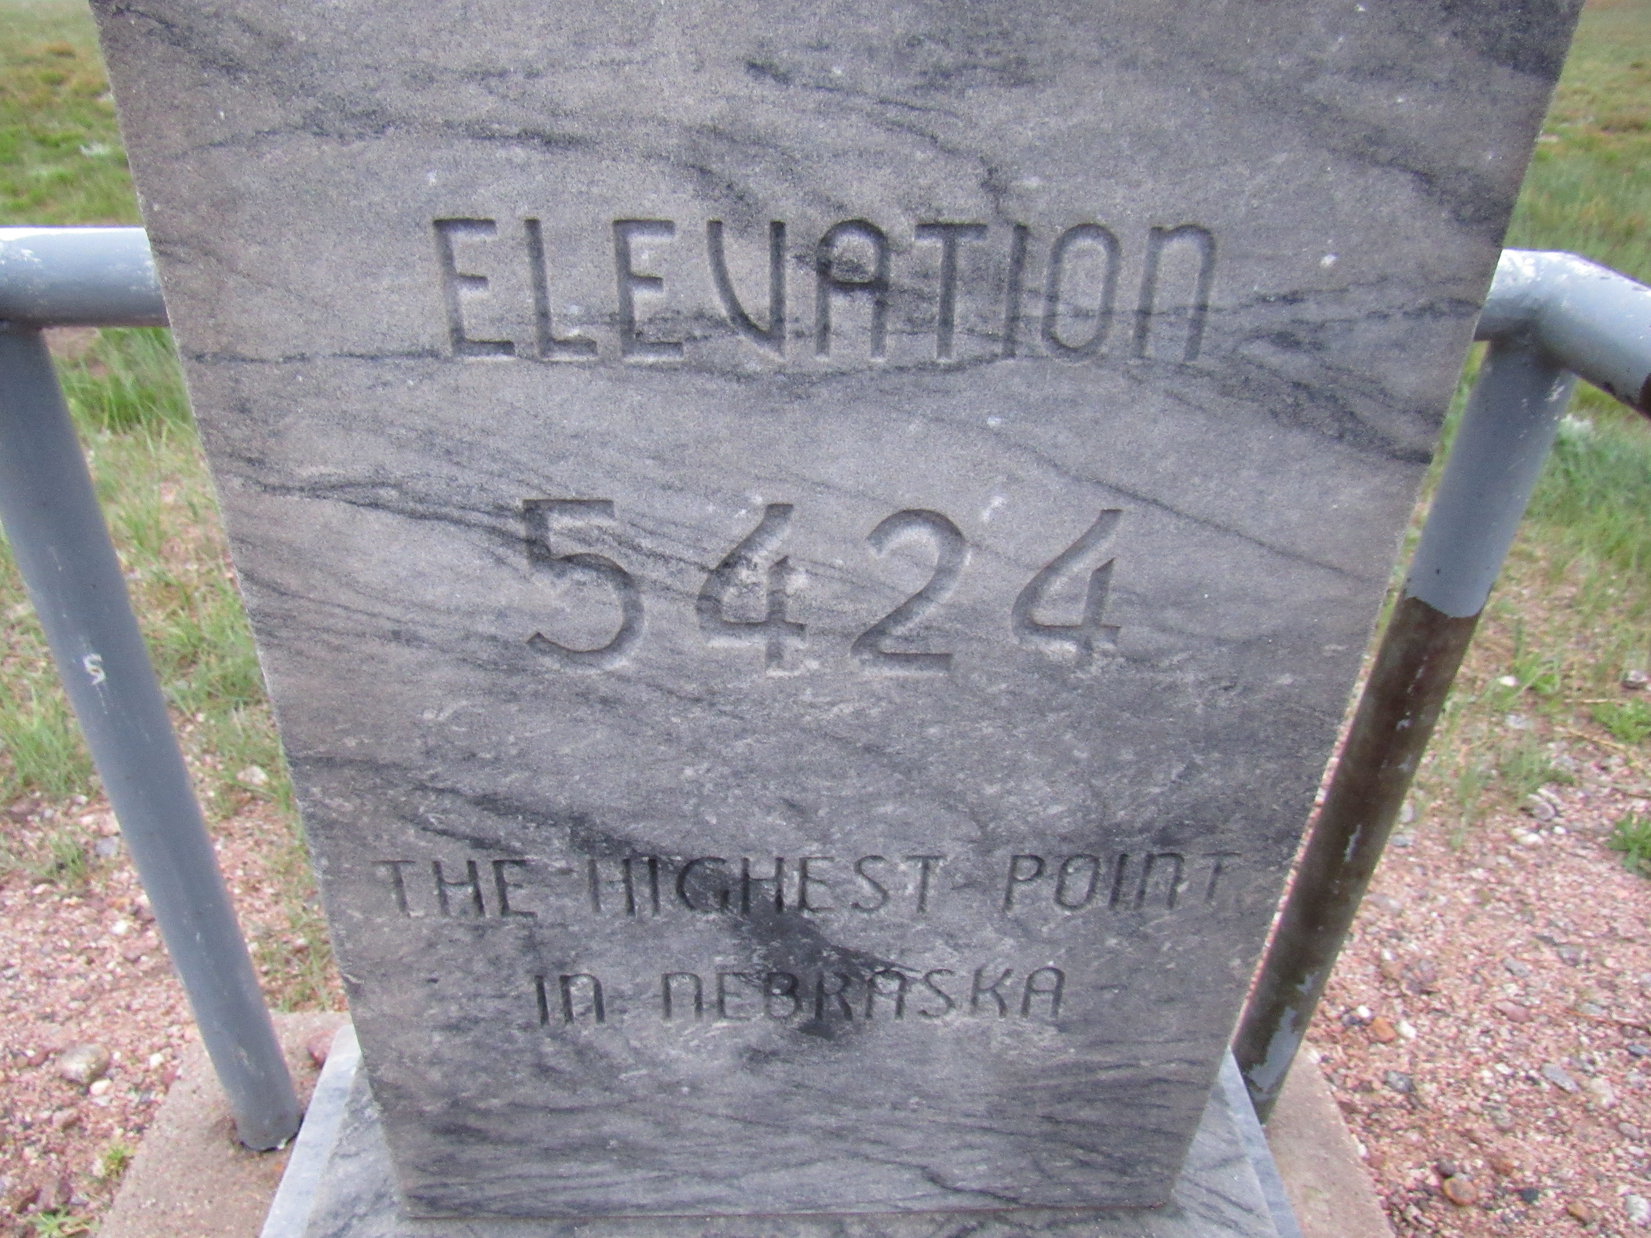 ELEVATION
5424
THE HIGHEST POINT
IN NEBRASKA